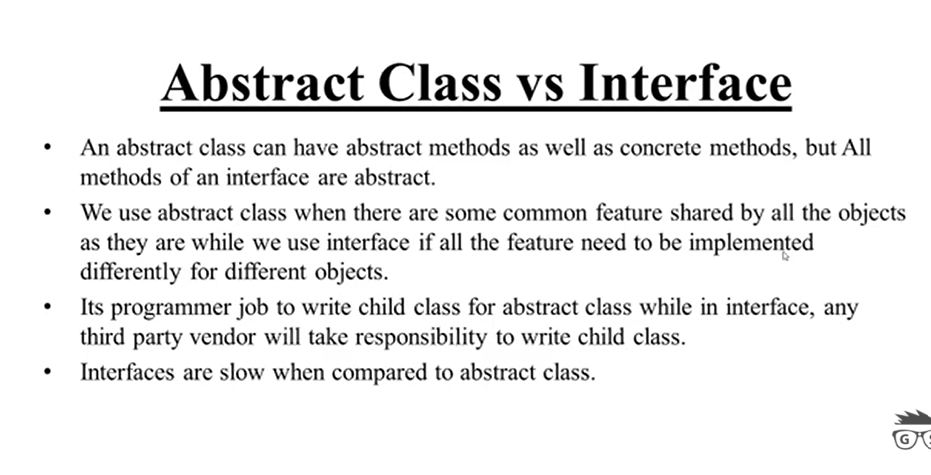 Abstract Class vs Interface
• An abstract class can have abstract methods as well as concrete methods, but All
methods of an interface are abstract.
• We use abstract class when there are some common feature shared by all the objects
as they are while we use interface if all the feature need to be implemented
differently for different objects.
• Its programmer job to write child class for abstract class while in interface, any
third party vendor will take responsibility to write child class.
• Interfaces are slow when compared to abstract class.
G